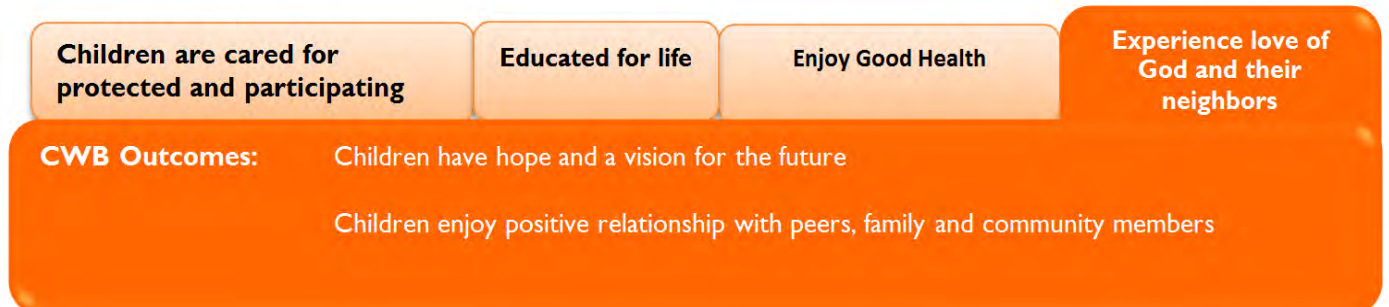 Children are cared for
protected and participating
Educated for life
Enjoy Good Health
Experience love of
God and their
neighbors
CWB Outcomes: Children have hope and a vision for the future
Children enjoy positive relationship with peers, family and community members